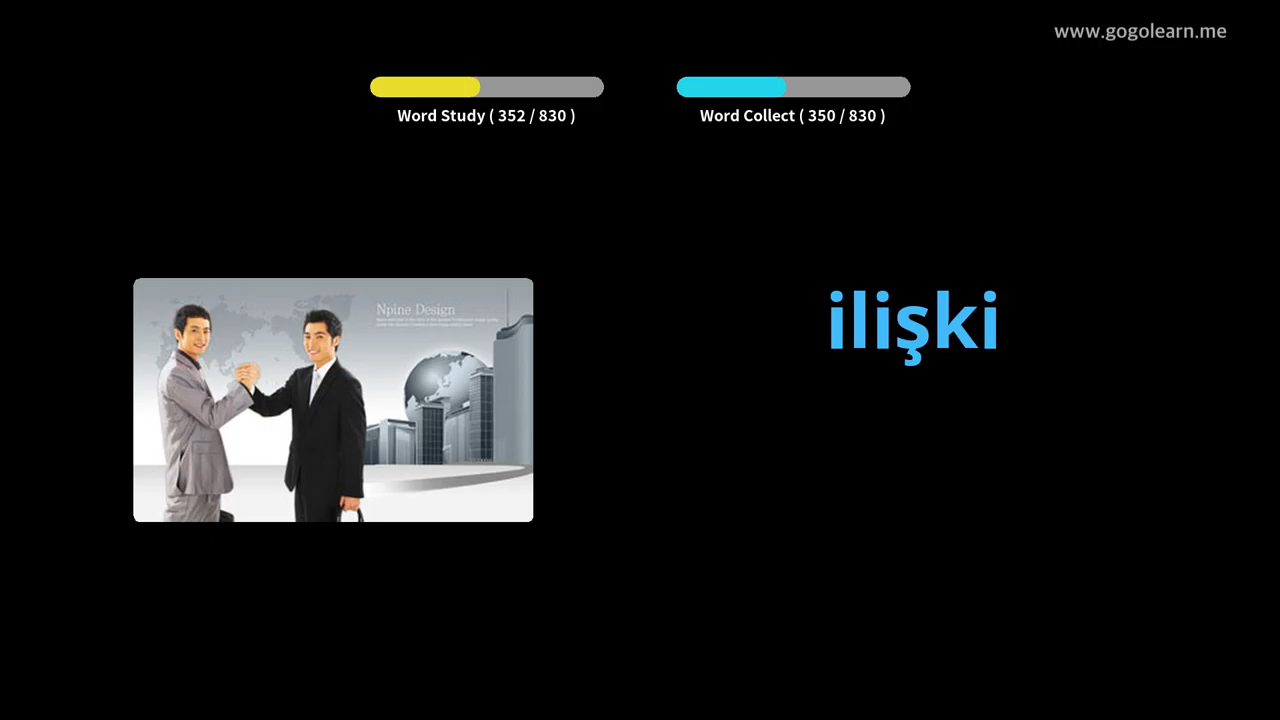 www.gogolearn.me
Word Study ( 352 / 830 )
Word Collect ( 350 / 830 )
Npine Design
ilişki